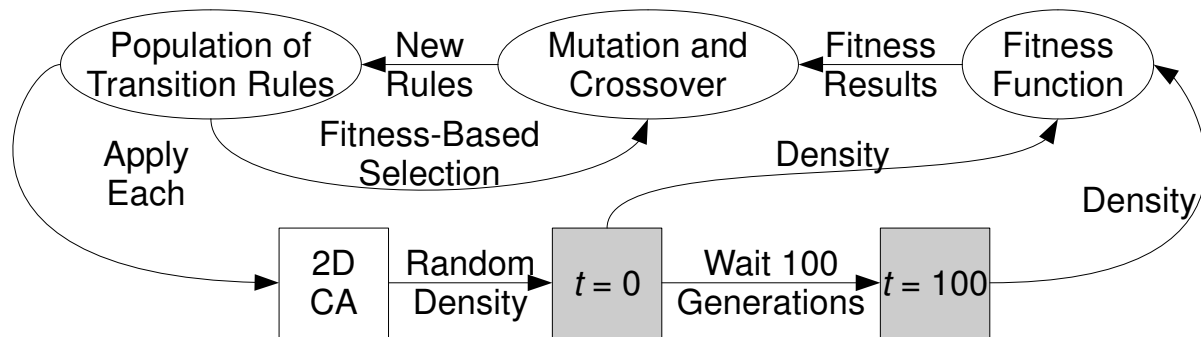 Population of
Transition Rules
New
Rules
Mutation and
Crossover
Fitness
Results
Fitness
Function
Apply
Each
Fitness-Based
Selection
Density
Density
2D
CA
Random
Density
t = 0
Wait 100
Generations
t = 100